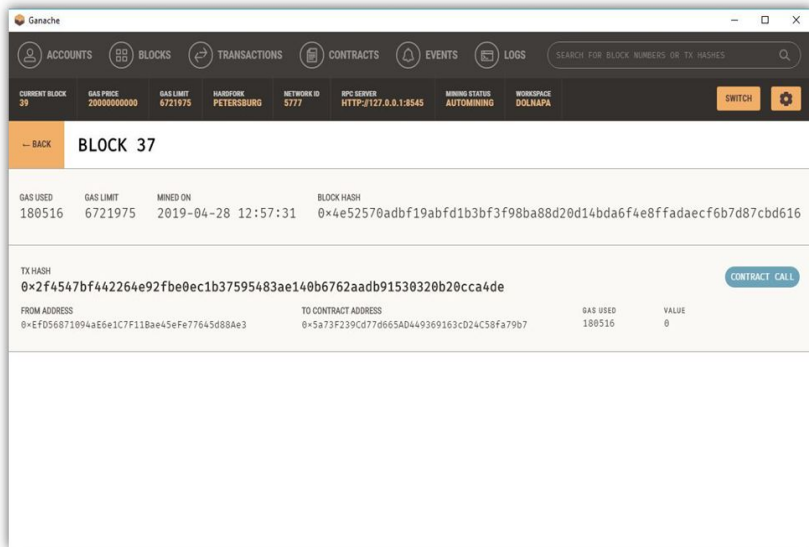 Ganache
ACCOUNTS BLOCKS TRANSACTIONS CONTRACTS EVENTS LOGS SEARCH FOR BLOCK NUMBERS OR TX HASHES
CURRENT BLOCK GAS PRICE GAS LIMIT HARDFORK NETWORK ID RPC SERVER MINING STATUS WORKSPACE
39 20000000000 6721975 PETERSBURG 5777 HTTP://127.0.0.1:8545 AUTOMINING DOLNAPA SWITCH
← BACK BLOCK 37
GAS USED GAS LIMIT MINED ON BLOCK HASH
180516 6721975 2019-04-28 12:57:31 0×4e52570adbf19abfd1b3bf3f98ba88d20d14bda6f4e8ffadaecf6b7d87cbd616
TX HASH
0×2f4547bf442264e92fbe0ec1b37595483ae140b6762aadb91530320b20cca4de CONTRACT CALL
FROM ADDRESS TO CONTRACT ADDRESS GAS USED VALUE
0×EfD56871094aE6e1C7F11Bae45eFe77645d88Ae3 0×5a73F239Cd77d665AD449369163cD24C58fa79b7 180516 0